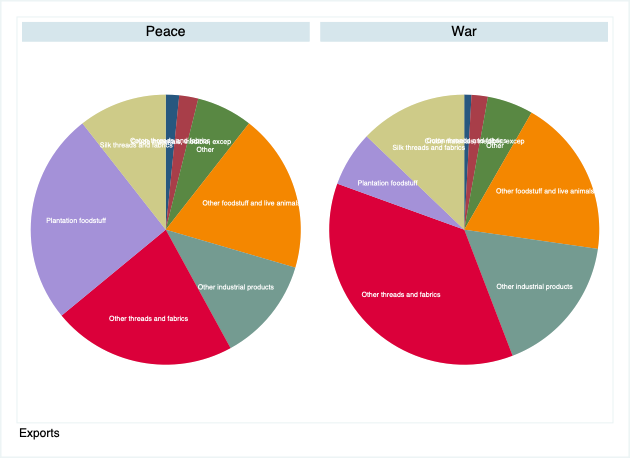 Peace
War
Silk threads and fabrics
Other
Plantation foodstuff
Other foodstuff and live animals
Other industrial products
Other threads and fabrics
Silk threads and fabrics
Other
Plantation foodstuff
Other foodstuff and live animals
Other industrial products
Other threads and fabrics
Exports